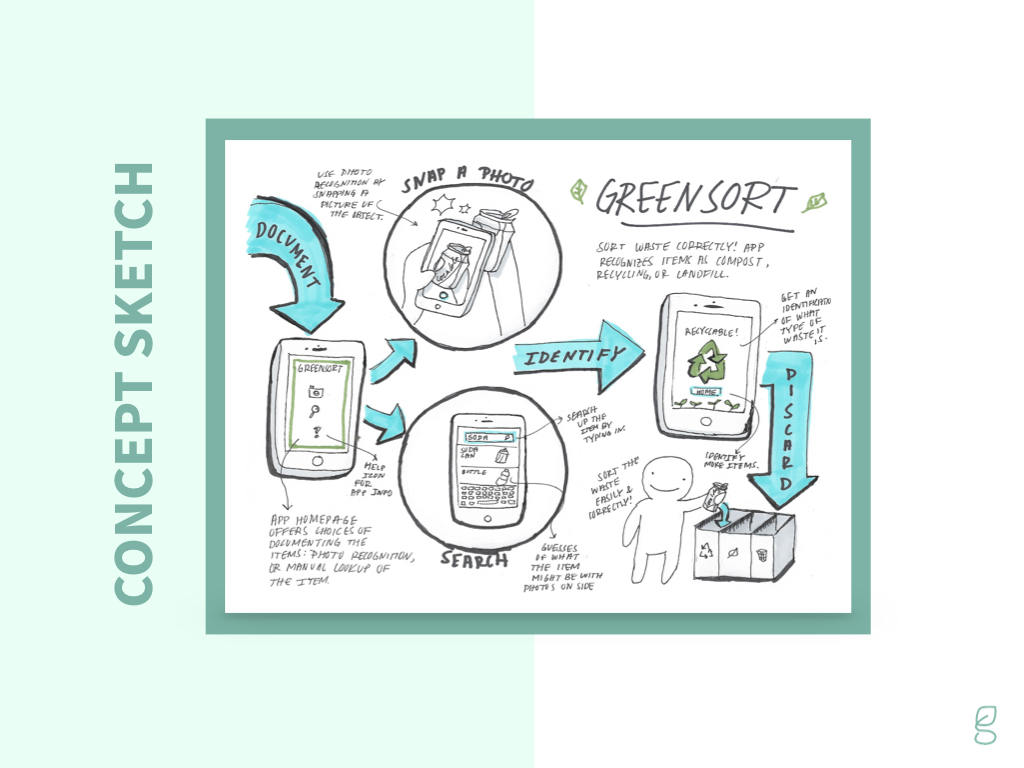 CONCEPT SKETCH
USE PHOTO
RECOGNITION BY
SNAPPING A
PICTURE OF
THE OBJECT.
SNAP A PHOTO
GREENSORT
SORT WASTE CORRECTLY! APP
RECOGNIZES ITEMS AS COMPOST,
RECYCLING, OR LANDFILL.
DOCUMENT
GREENSORT
?
HELP
ICON
FOR
APP INFO
APP HOMEPAGE
OFFERS CHOICES OF
DOCUMENTING THE
ITEMS: PHOTO RECOGNITION,
OR MANUAL LOOKUP OF
THE ITEM.
SODA
SODA
CAN
BOTTLE
SEARCH
SEARCH
UP THE
ITEM BY
TYPING IN.
GUESSES
OF WHAT
THE ITEM
MIGHT BE WITH
PHOTOS ON SIDE
IDENTIFY
RECYCLABLE!
HOME
GET AN
OF WHAT
TYPE OF
WASTE IT
IS.
IDENTIFY
MORE ITEMS.
DISCARD
SORT THE
WASTE
EASILY &
CORRECTLY!